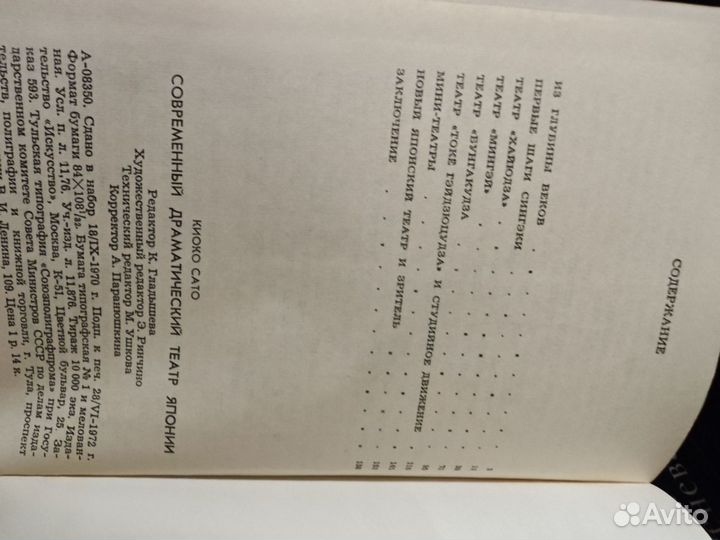 СОДЕРЖАНИЕ
ИЗ ГЛУБИНЫ ВЕКОВ
ПЕРВЫЕ ШАГИ СИНГЭКИ
ТЕАТР «ХАЙЮДЗА»
ТЕАТР «МИНГЭЙ»
ТЕАТР «БУНГАКУДЗА»
ТЕАТР «ТОКЕ ГЭЙДЗЮЦУДЗА» И СТУДИЙНОЕ ДВИЖЕНИЕ
МИНИ-ТЕАТРЫ
НОВЫЙ ЯПОНСКИЙ ТЕАТР И ЗРИТЕЛЬ
ЗАКЛЮЧЕНИЕ
КИОКО САТО
СОВРЕМЕННЫЙ ДРАМАТИЧЕСКИЙ ТЕАТР ЯПОНИИ
Редактор К. Гладышева
Художественный редактор Э. Ринчино
Технический редактор М. Ушкова
Корректор А. Паранюшкина
А-08350. Сдано в набор 18/IX-1970 г. Подп. к печ. 28/VI-1972 г.
Формат бумаги 84×108¹/₃₂. Бумага типографская № 1 и мелован-
ная. Усл. п. л. 11,76. Уч.-изд. л. 11,876. Тираж 10 000 экз. Изда-
тельство «Искусство», Москва, К-51, Цветной бульвар, 25. За-
каз 593. Тульская типография «Союзполиграфпрома» при Госу-
дарственном комитете Совета Министров СССР по делам изда-
тельств, полиграфии и книжной торговли, г. Тула, проспект
В. И. Ленина, 109. Цена 1 р. 14 к.
Avito